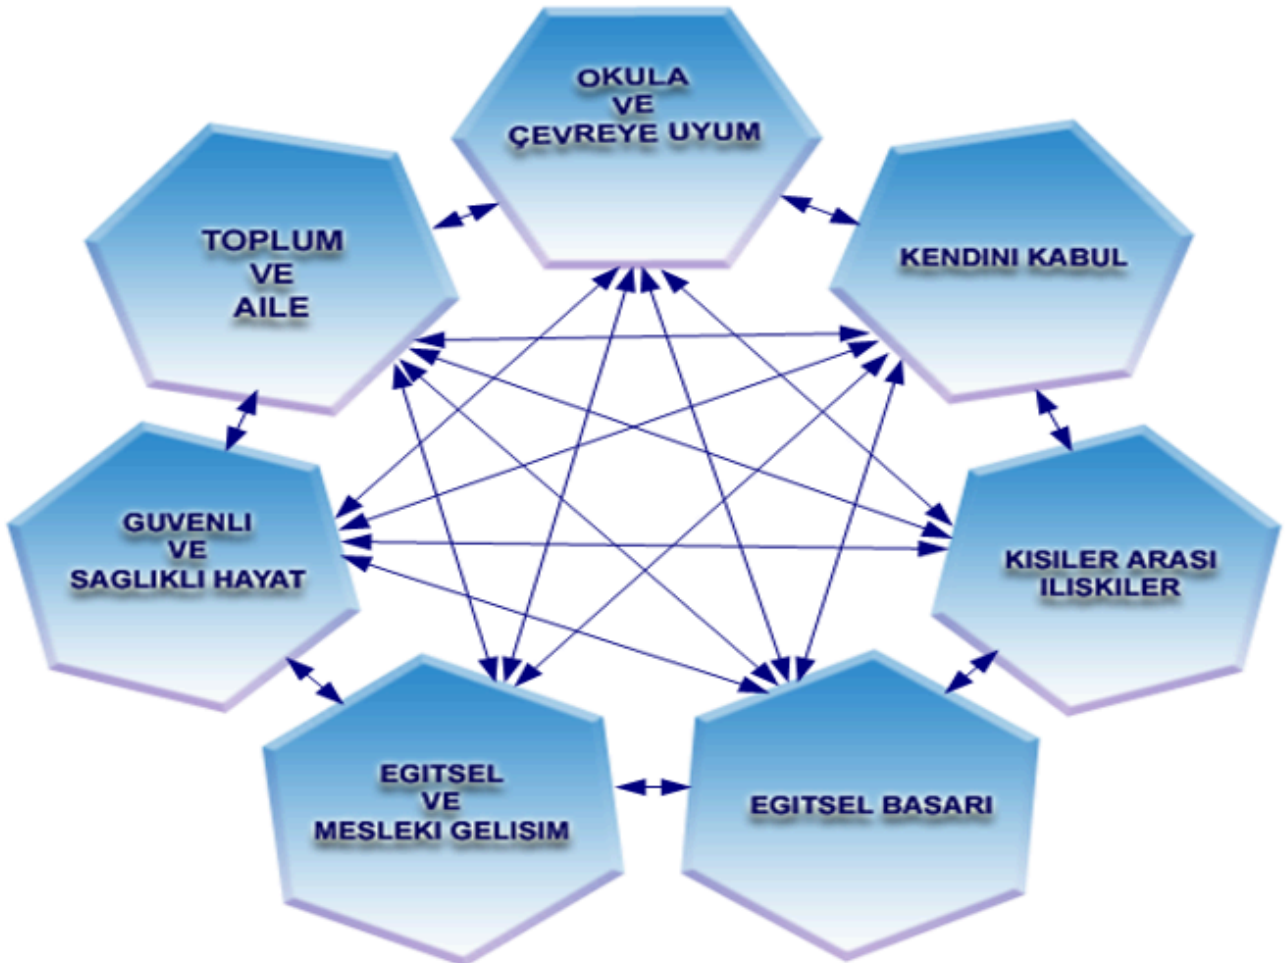 OKULA
VE
ÇEVREYE UYUM
KENDINI KABUL
TOPLUM
VE
AILE
GUVENLI
VE
SAGLIKLI HAYAT
KISILER ARASI
ILISKILER
EGITSEL
VE
MESLEKI GELISIM
EGITSEL BASARI